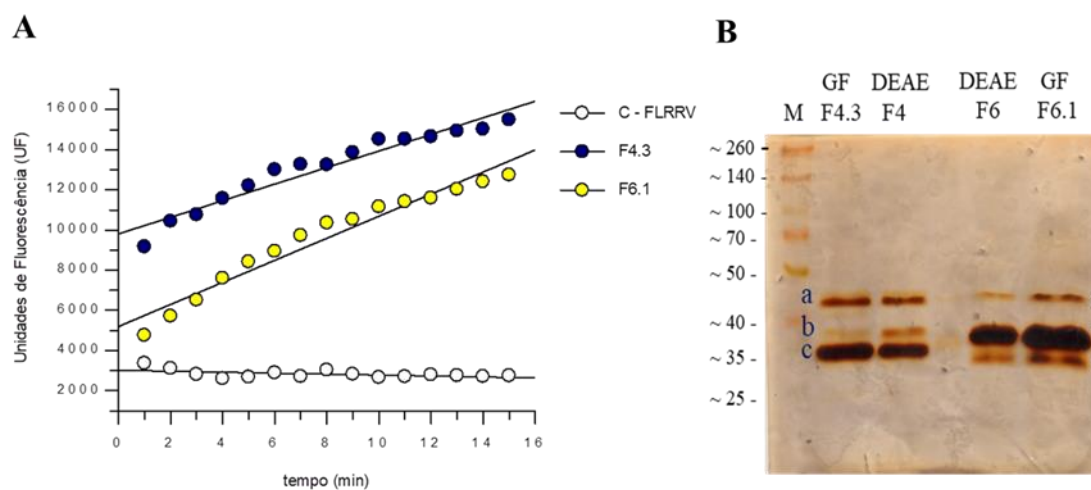 A
Unidades de Fluorescência (UF)
16000
14000
12000
10000
8000
6000
4000
2000
0 2 4 6 8 10 12 14 16
tempo (min)
C - FLRRV
F4.3
F6.1
B
GF DEAE DEAE GF
M F4.3 F4 F6 F6.1
~ 260 -
~ 140 -
~ 100 -
~ 70 -
~ 50 -
a
~ 40 -
b
c
~ 35 -
~ 25 -